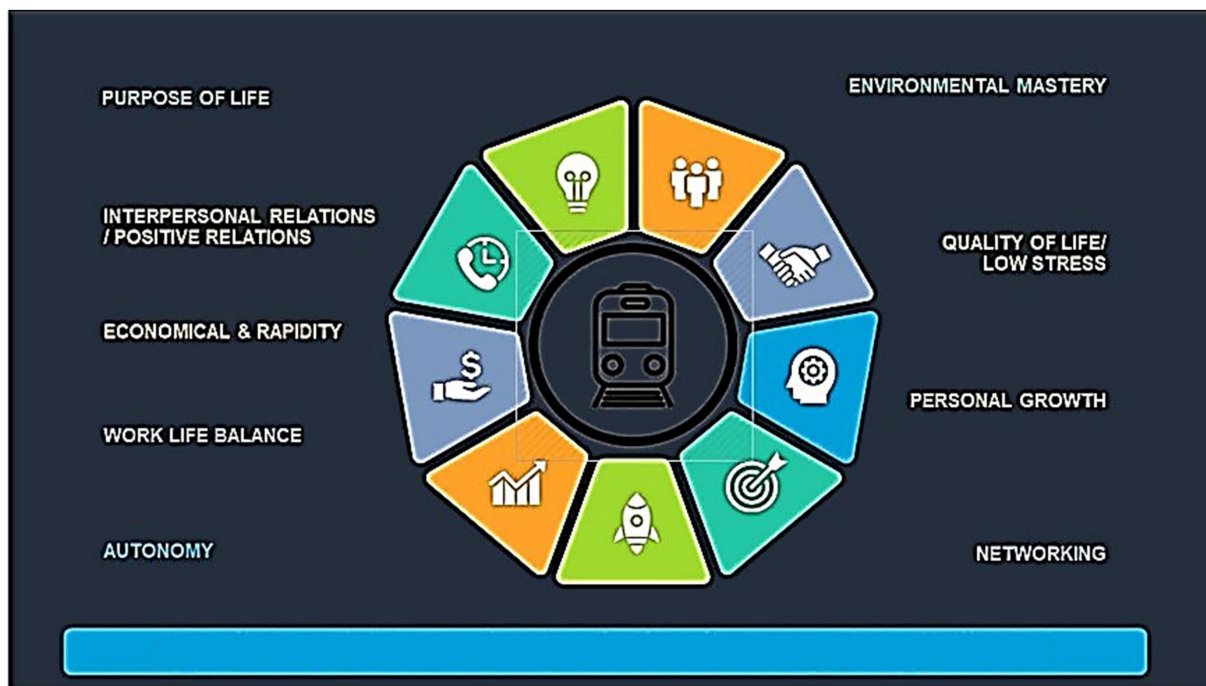 PURPOSE OF LIFE
INTERPERSONAL RELATIONS
/ POSITIVE RELATIONS
ECONOMICAL & RAPIDITY
WORK LIFE BALANCE
AUTONOMY
ENVIRONMENTAL MASTERY
QUALITY OF LIFE/
LOW STRESS
PERSONAL GROWTH
NETWORKING
$